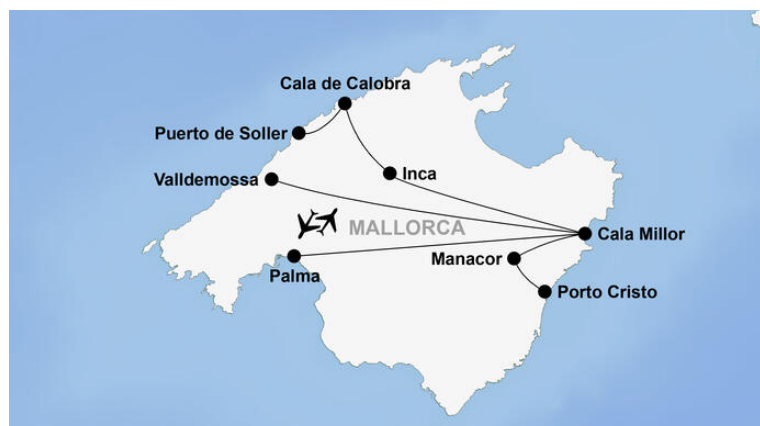 Cala de Calobra
Puerto de Soller
Inca
Valldemossa
MALLORCA
Cala Millor
Manacor
Palma
Porto Cristo